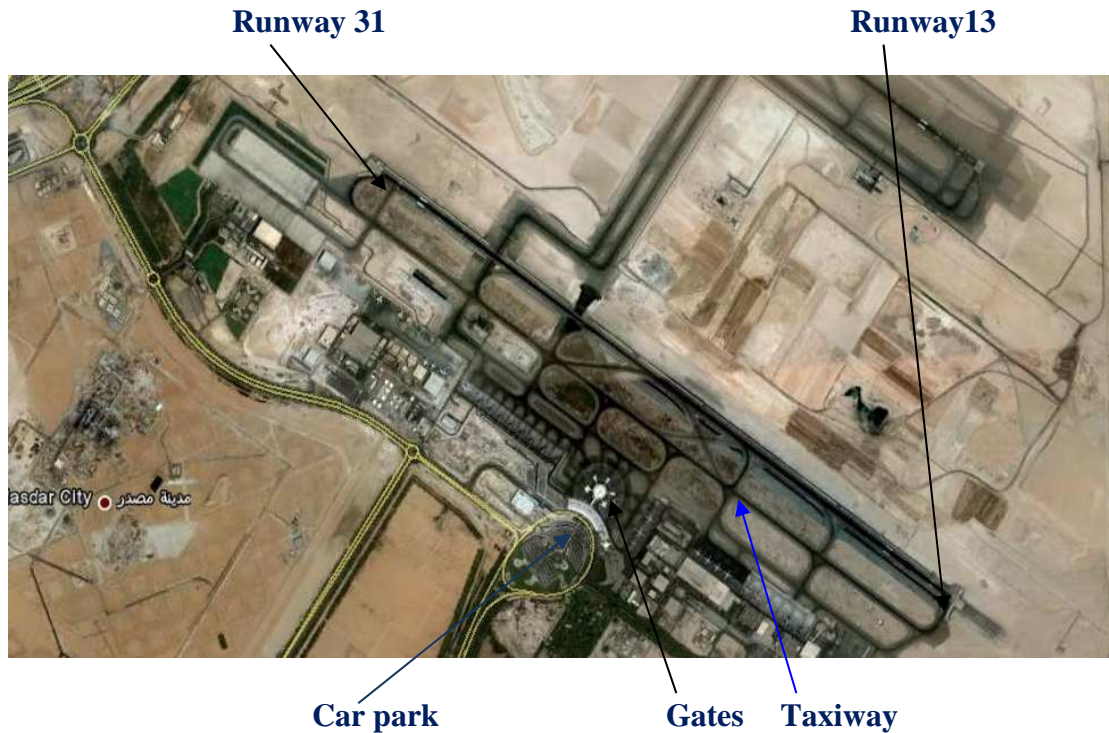 Runway 31
Runway13
asdar City مدينة مصدر
Car park
Gates
Taxiway